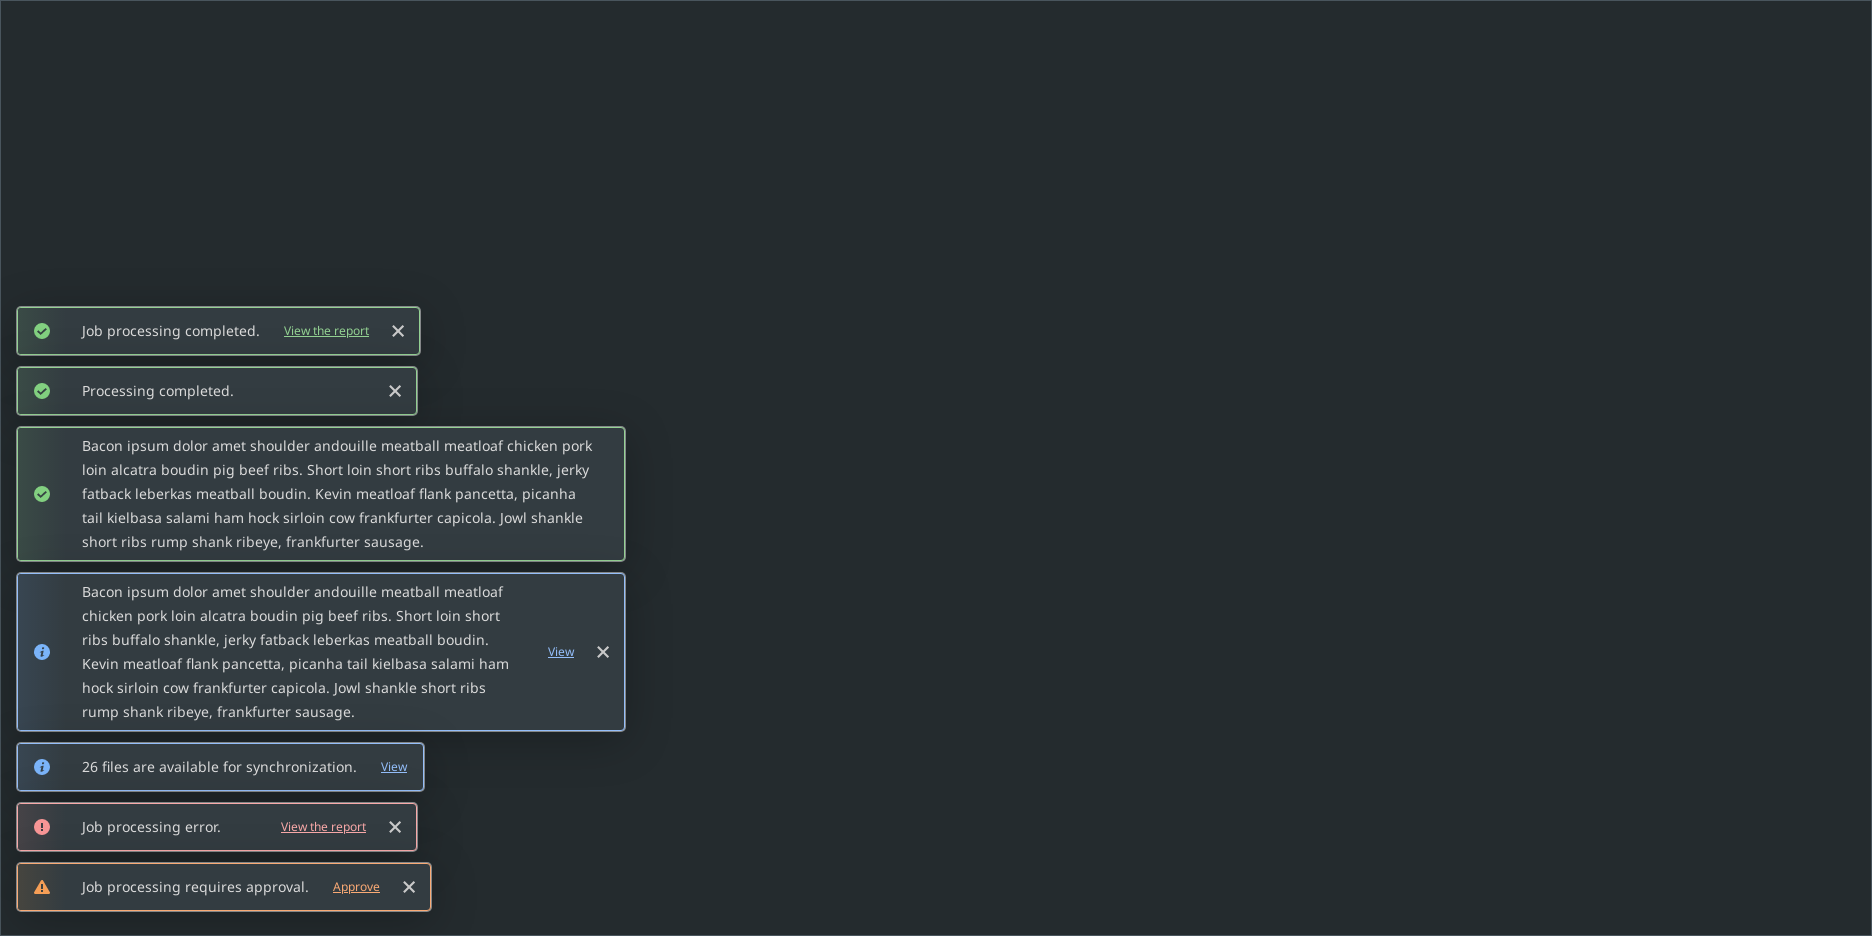 Job processing completed. View the report
Processing completed.
Bacon ipsum dolor amet shoulder andouille meatball meatloaf chicken pork
loin alcatra boudin pig beef ribs. Short loin short ribs buffalo shankle, jerky
fatback leberkas meatball boudin. Kevin meatloaf flank pancetta, picanha
tail kielbasa salami ham hock sirloin cow frankfurter capicola. Jowl shankle
short ribs rump shank ribeye, frankfurter sausage.
Bacon ipsum dolor amet shoulder andouille meatball meatloaf
chicken pork loin alcatra boudin pig beef ribs. Short loin short
ribs buffalo shankle, jerky fatback leberkas meatball boudin.
Kevin meatloaf flank pancetta, picanha tail kielbasa salami ham
hock sirloin cow frankfurter capicola. Jowl shankle short ribs
rump shank ribeye, frankfurter sausage.
View
26 files are available for synchronization. View
Job processing error. View the report
Job processing requires approval. Approve